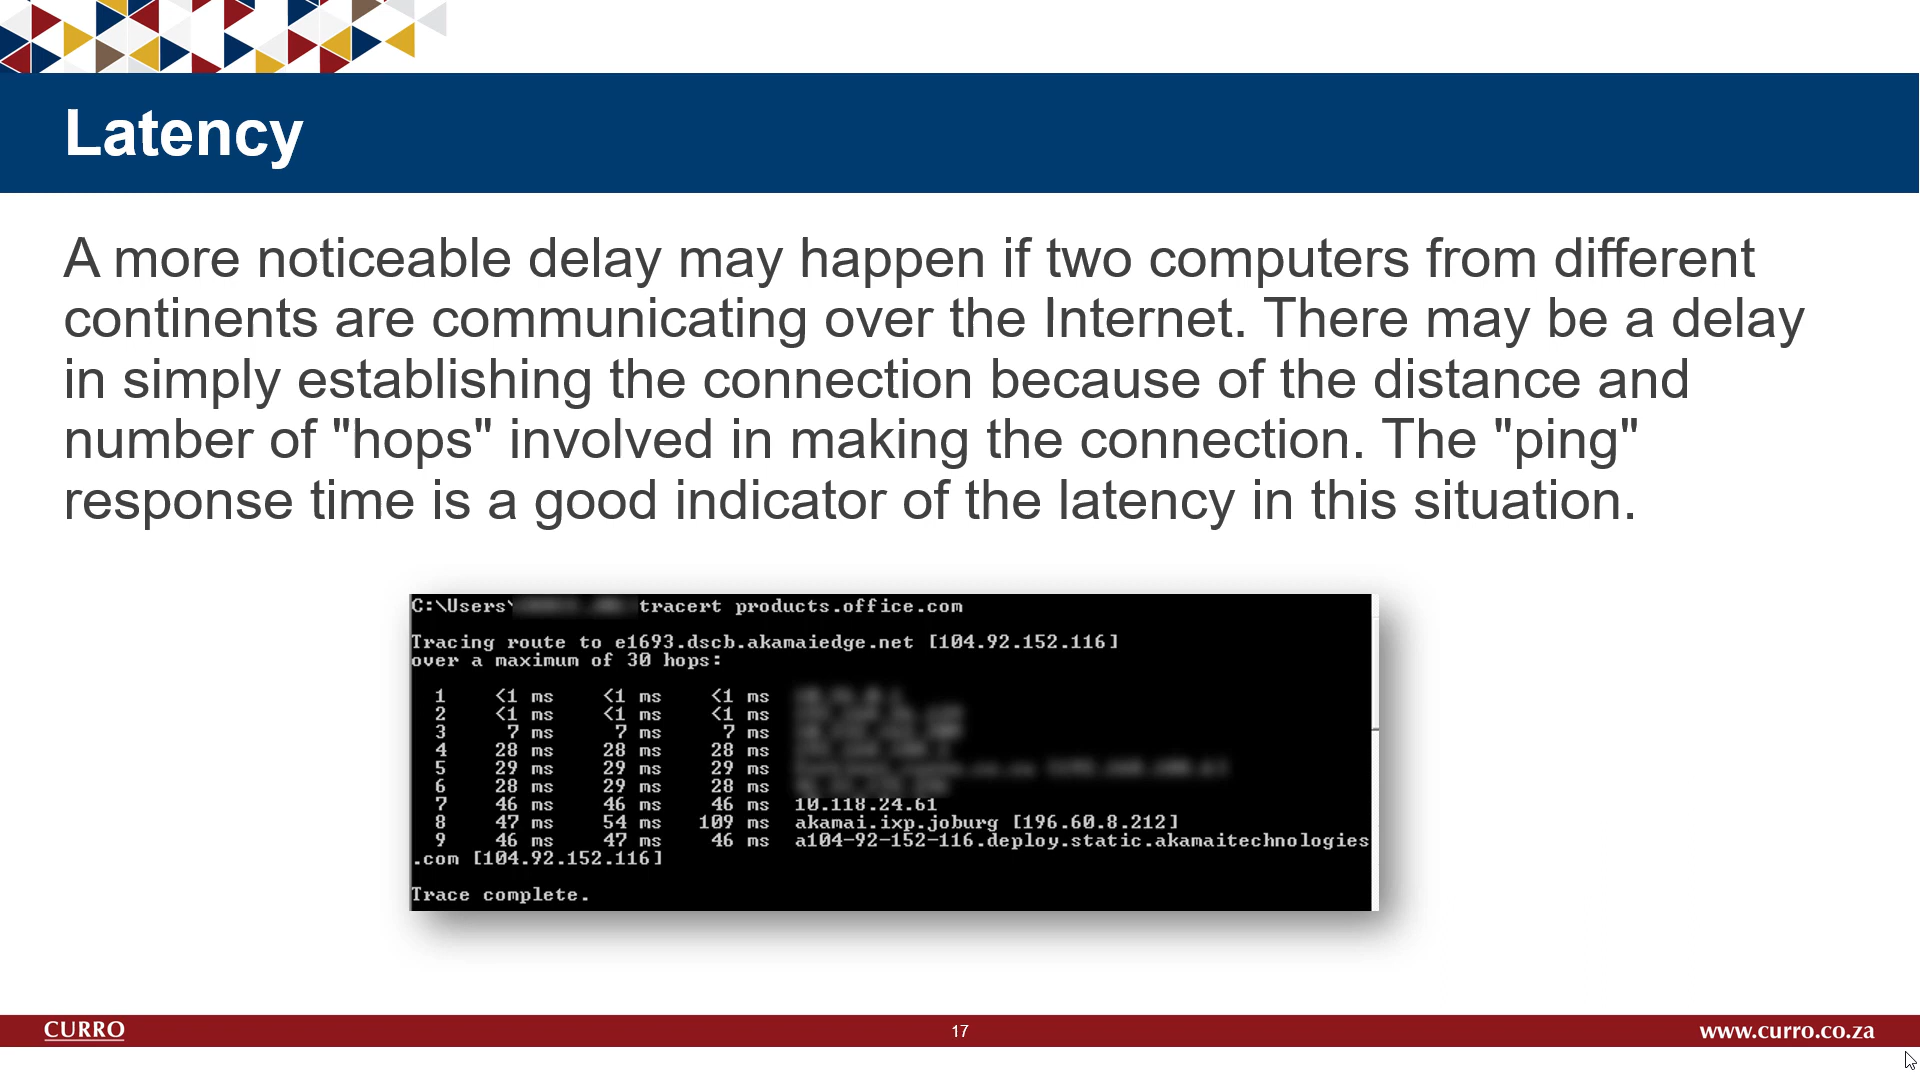 Latency
A more noticeable delay may happen if two computers from different
continents are communicating over the Internet. There may be a delay
in simply establishing the connection because of the distance and
number of "hops" involved in making the connection. The "ping"
response time is a good indicator of the latency in this situation.
C:\Users\ tracert products.office.com
Tracing route to e1693.dscb.akamaiedge.net [104.92.152.116]
over a maximum of 30 hops:
1 <1 ms <1 ms <1 ms
2 <1 ms <1 ms <1 ms
3 7 ms 7 ms 7 ms
4 28 ms 28 ms 28 ms
5 29 ms 29 ms 29 ms
6 28 ms 29 ms 28 ms
7 46 ms 46 ms 46 ms 10.118.24.61
8 47 ms 54 ms 109 ms akamai.ixp.joburg [196.60.8.212]
9 46 ms 47 ms 46 ms a104-92-152-116.deploy.static.akamaitechnologies
.com [104.92.152.116]
Trace complete.
CURRO
17
www.curro.co.za